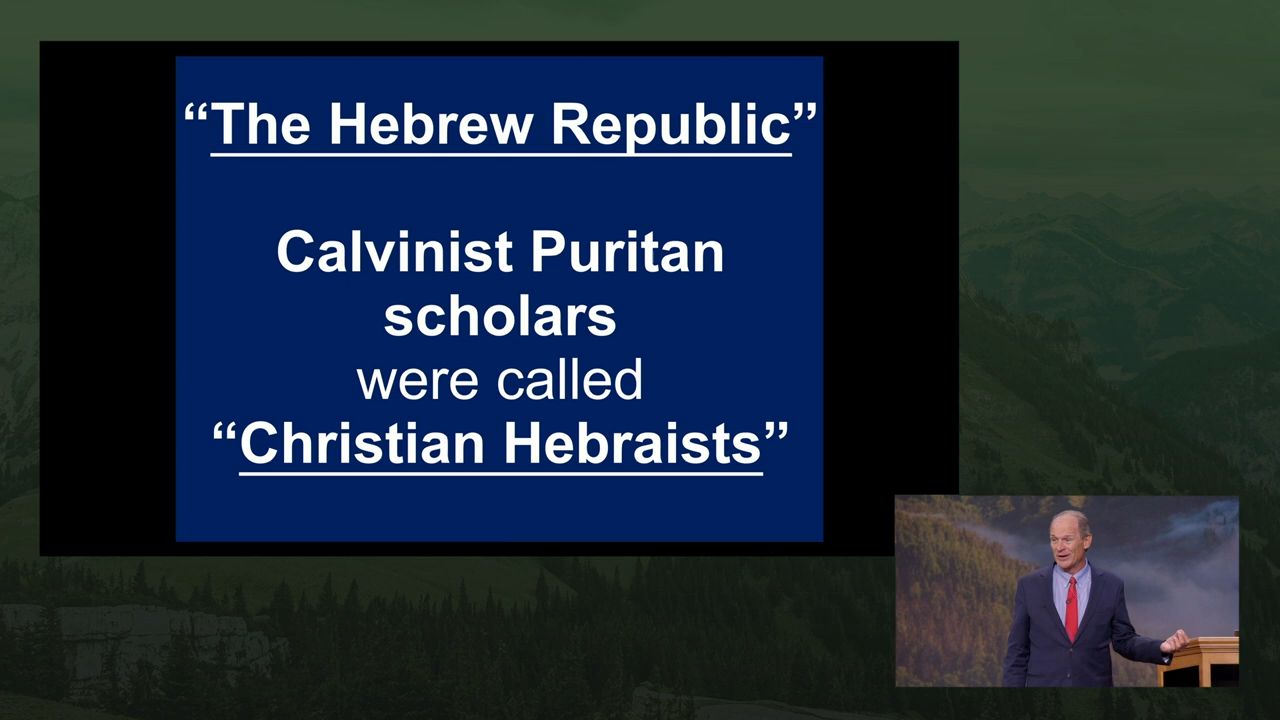 “The Hebrew Republic”
Calvinist Puritan
scholars
were called
“Christian Hebraists”